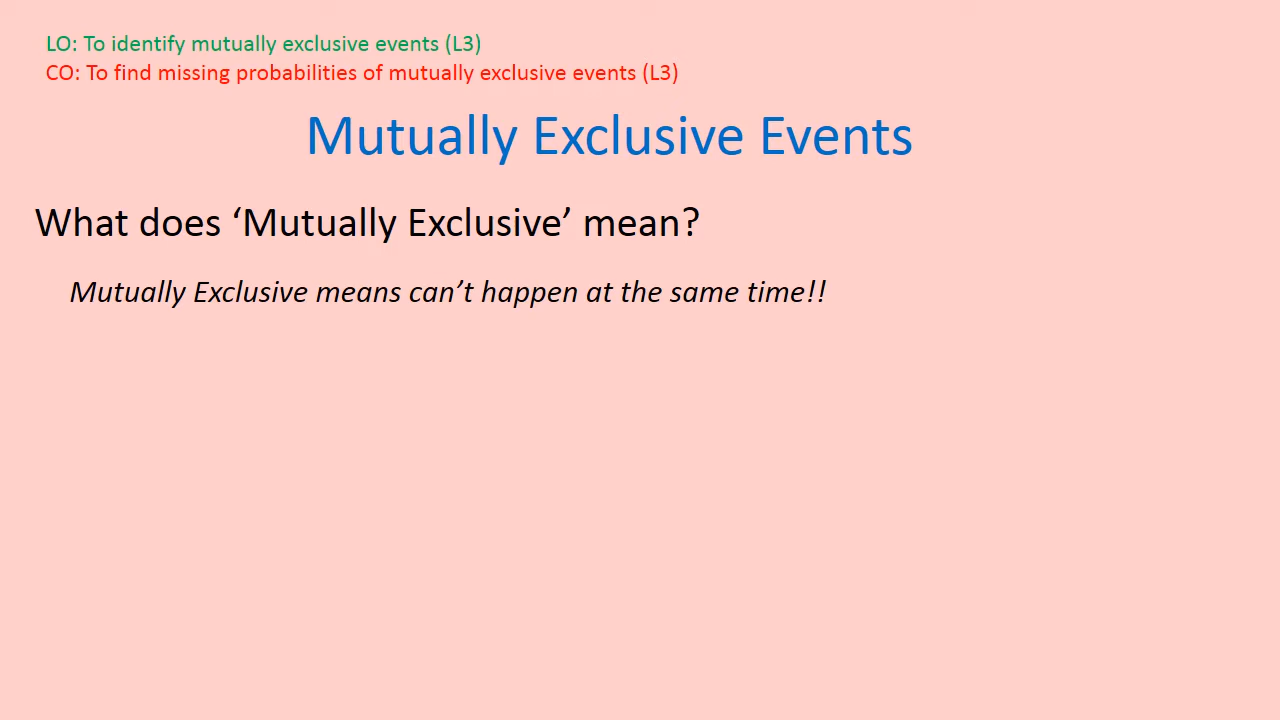 LO: To identify mutually exclusive events (L3)
CO: To find missing probabilities of mutually exclusive events (L3)
Mutually Exclusive Events
What does ‘Mutually Exclusive’ mean?
Mutually Exclusive means can’t happen at the same time!!